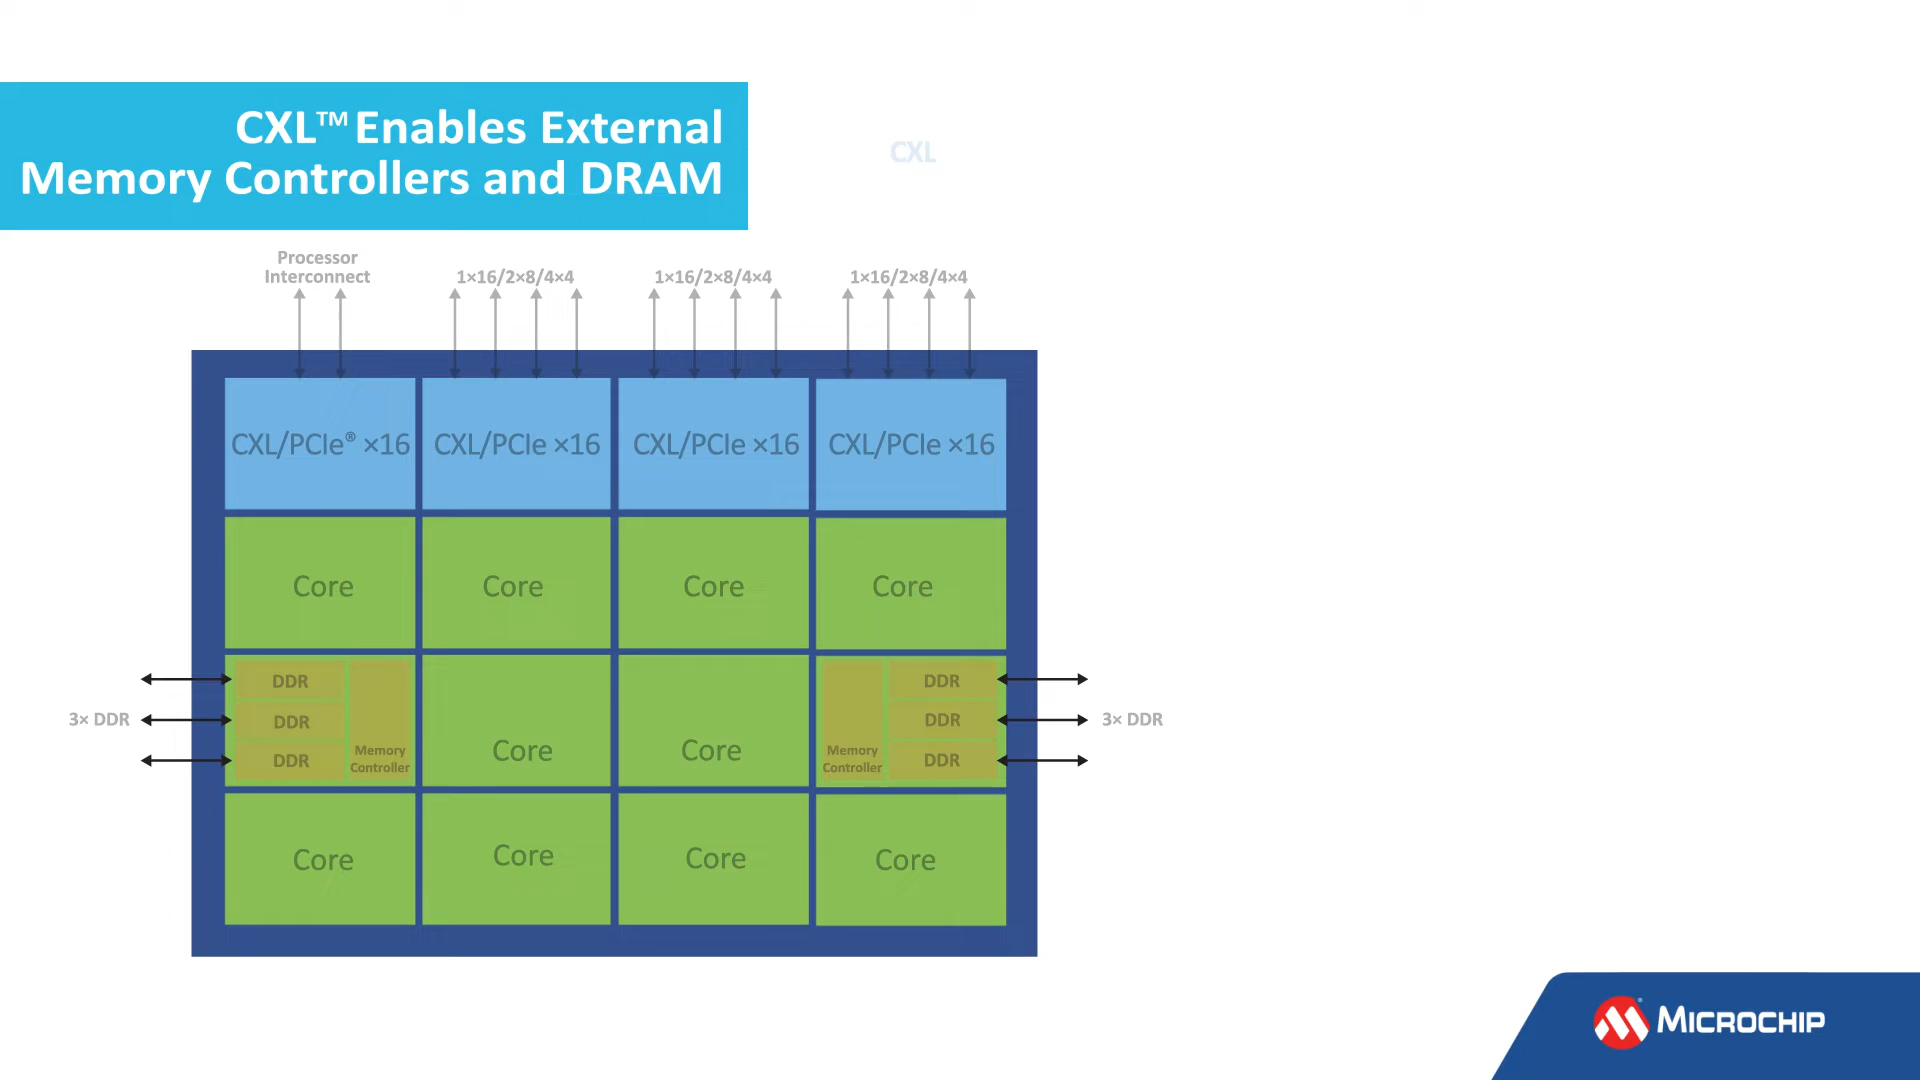 CXL™ Enables External
Memory Controllers and DRAM
CXL
Processor
Interconnect
1×16/2×8/4×4
1×16/2×8/4×4
1×16/2×8/4×4
CXL/PCIe® ×16
CXL/PCIe ×16
CXL/PCIe ×16
CXL/PCIe ×16
Core
Core
Core
Core
3× DDR
DDR
DDR
DDR
Memory
Controller
Core
Core
Memory
Controller
DDR
DDR
DDR
3× DDR
Core
Core
Core
Core
MICROCHIP